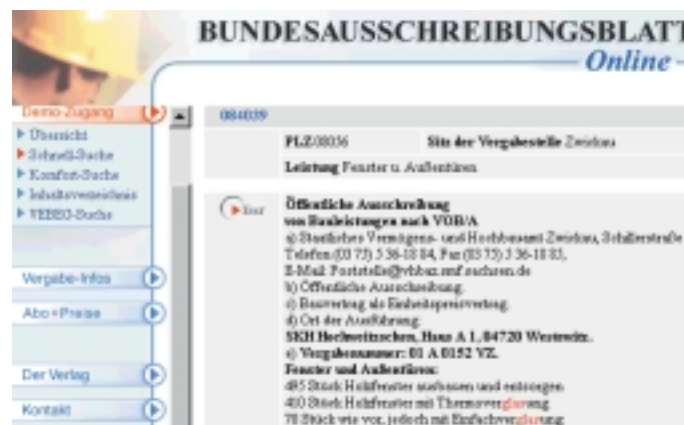 BUNDESAUSSCHREIBUNGSBLATT
Online
Demo-Zugang
Übersicht
Schnell-Suche
Komfort-Suche
Inhaltsverzeichnis
VEBEO-Suche
Vergabe-Infos
Abo+Preise
Der Verlag
Kontakt
084039
PLZ 08056 Sitz der Vergabestelle Zwickau
Leistung Fenster u. Außentüren
Öffentliche Ausschreibung
von Bauleistungen nach VOB/A
a) Staatliches Vermögens- und Hochbauamt Zwickau, Schillerstraße
Telefon (03 75) 5 36-18 84, Fax (03 75) 5 36-18 83,
E-Mail: Poststelle@vhbaz.smf.sachsen.de
b) Öffentliche Ausschreibung.
c) Bauvertrag als Einheitspreisvertrag.
d) Ort der Ausführung:
SKH Hochweitzschen, Haus A 1, 04720 Westewitz.
e) Vergabenummer: 01 A 0152 VZ.
Fenster und Außentüren:
495 Stück Holzfenster ausbauen und entsorgen
410 Stück Holzfenster mit Thermoverglasung
78 Stück wie vor, jedoch mit Einfachverglasung